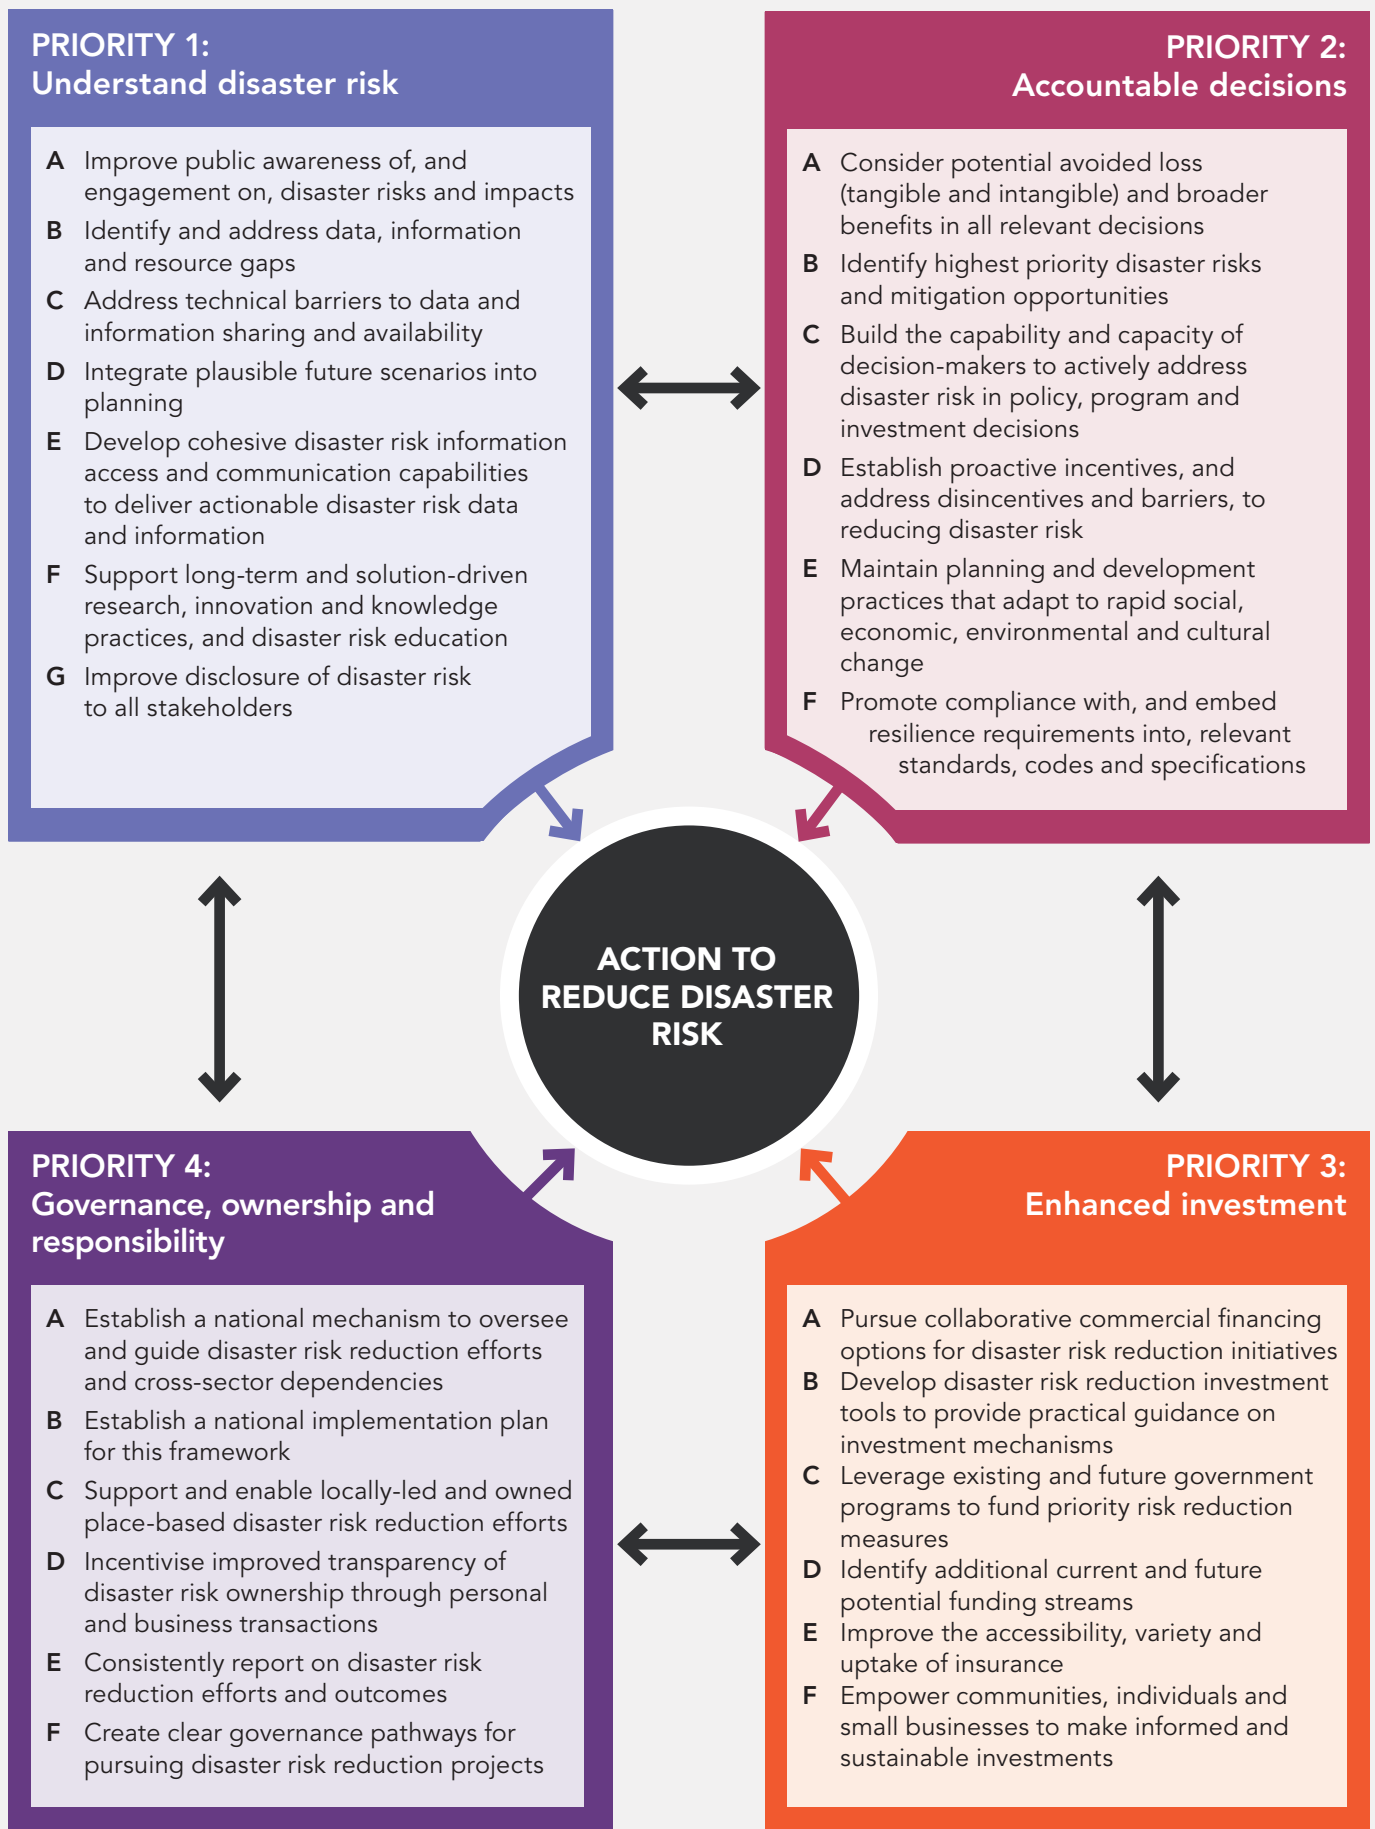 PRIORITY 1:
Understand disaster risk
A Improve public awareness of, and
engagement on, disaster risks and impacts
B Identify and address data, information
and resource gaps
C Address technical barriers to data and
information sharing and availability
D Integrate plausible future scenarios into
planning
E Develop cohesive disaster risk information
access and communication capabilities
to deliver actionable disaster risk data
and information
F Support long-term and solution-driven
research, innovation and knowledge
practices, and disaster risk education
G Improve disclosure of disaster risk
to all stakeholders
PRIORITY 2:
Accountable decisions
A Consider potential avoided loss
(tangible and intangible) and broader
benefits in all relevant decisions
B Identify highest priority disaster risks
and mitigation opportunities
C Build the capability and capacity of
decision-makers to actively address
disaster risk in policy, program and
investment decisions
D Establish proactive incentives, and
address disincentives and barriers, to
reducing disaster risk
E Maintain planning and development
practices that adapt to rapid social,
economic, environmental and cultural
change
F Promote compliance with, and embed
resilience requirements into, relevant
standards, codes and specifications
ACTION TO
REDUCE DISASTER
RISK
PRIORITY 4:
Governance, ownership and
responsibility
A Establish a national mechanism to oversee
and guide disaster risk reduction efforts
and cross-sector dependencies
B Establish a national implementation plan
for this framework
C Support and enable locally-led and owned
place-based disaster risk reduction efforts
D Incentivise improved transparency of
disaster risk ownership through personal
and business transactions
E Consistently report on disaster risk
reduction efforts and outcomes
F Create clear governance pathways for
pursuing disaster risk reduction projects
PRIORITY 3:
Enhanced investment
A Pursue collaborative commercial financing
options for disaster risk reduction initiatives
B Develop disaster risk reduction investment
tools to provide practical guidance on
investment mechanisms
C Leverage existing and future government
programs to fund priority risk reduction
measures
D Identify additional current and future
potential funding streams
E Improve the accessibility, variety and
uptake of insurance
F Empower communities, individuals and
small businesses to make informed and
sustainable investments